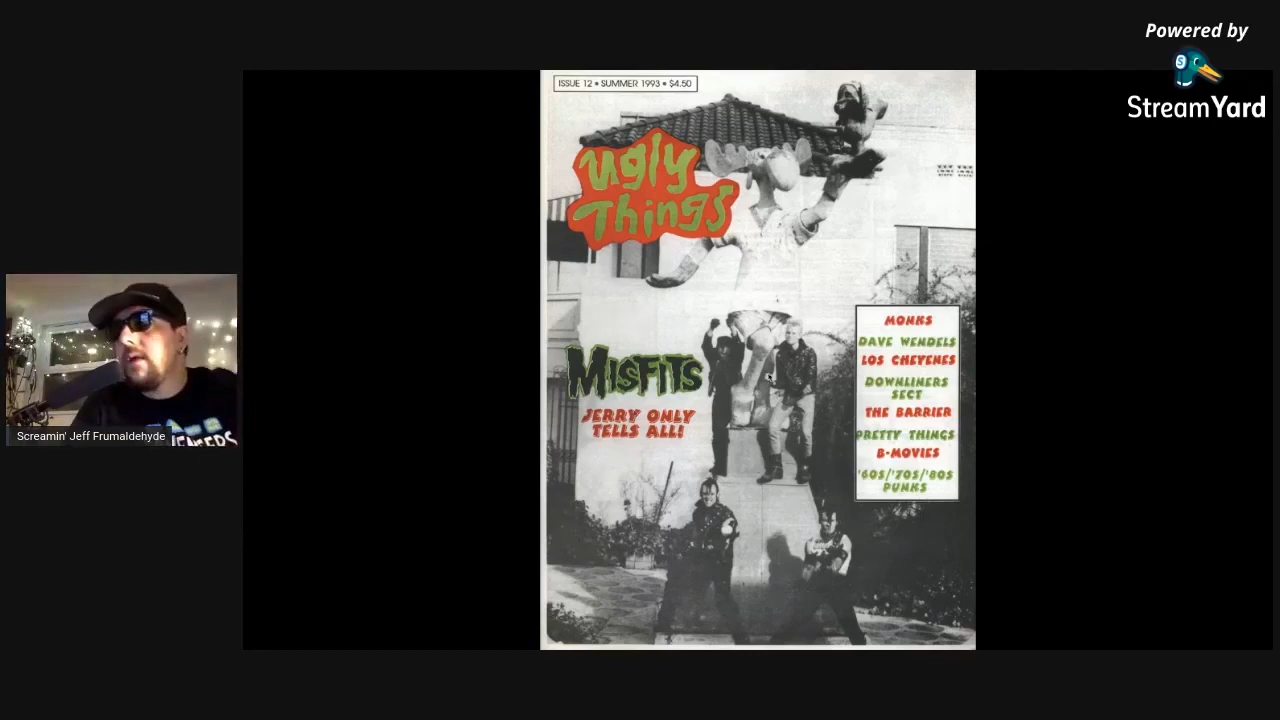 Powered by
StreamYard
ISSUE 12 • SUMMER 1993 • $4.50
Ugly
Things
MISFITS
JERRY ONLY
TELLS ALL!
MONKS
DAVE WENDELS
LOS CHEYENES
DOWNLINERS
SECT
THE BARRIER
PRETTY THINGS
B-MOVIES
'60S/'70S/'80S
PUNKS
Screamin' Jeff Frumaldehyde